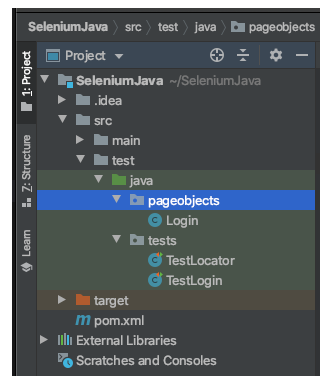 SeleniumJava src test java pageobjects
Project
1: Project
SeleniumJava ~/SeleniumJava
.idea
src
main
test
java
pageobjects
Login
tests
TestLocator
TestLogin
target
m pom.xml
External Libraries
Scratches and Consoles
Z: Structure
Learn